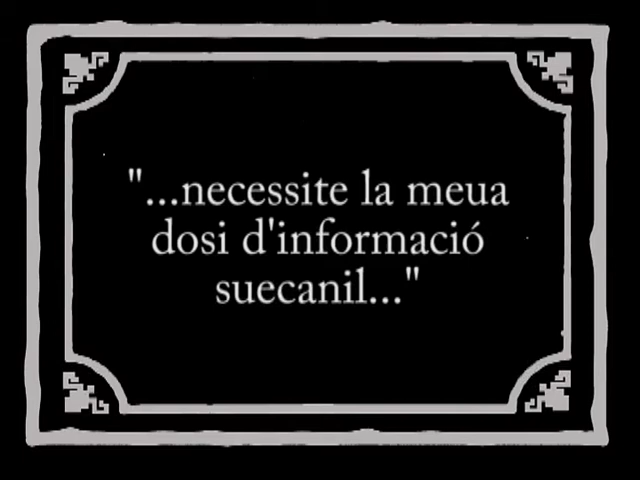 "...necessite la meua
dosi d'informació
suecanil..."